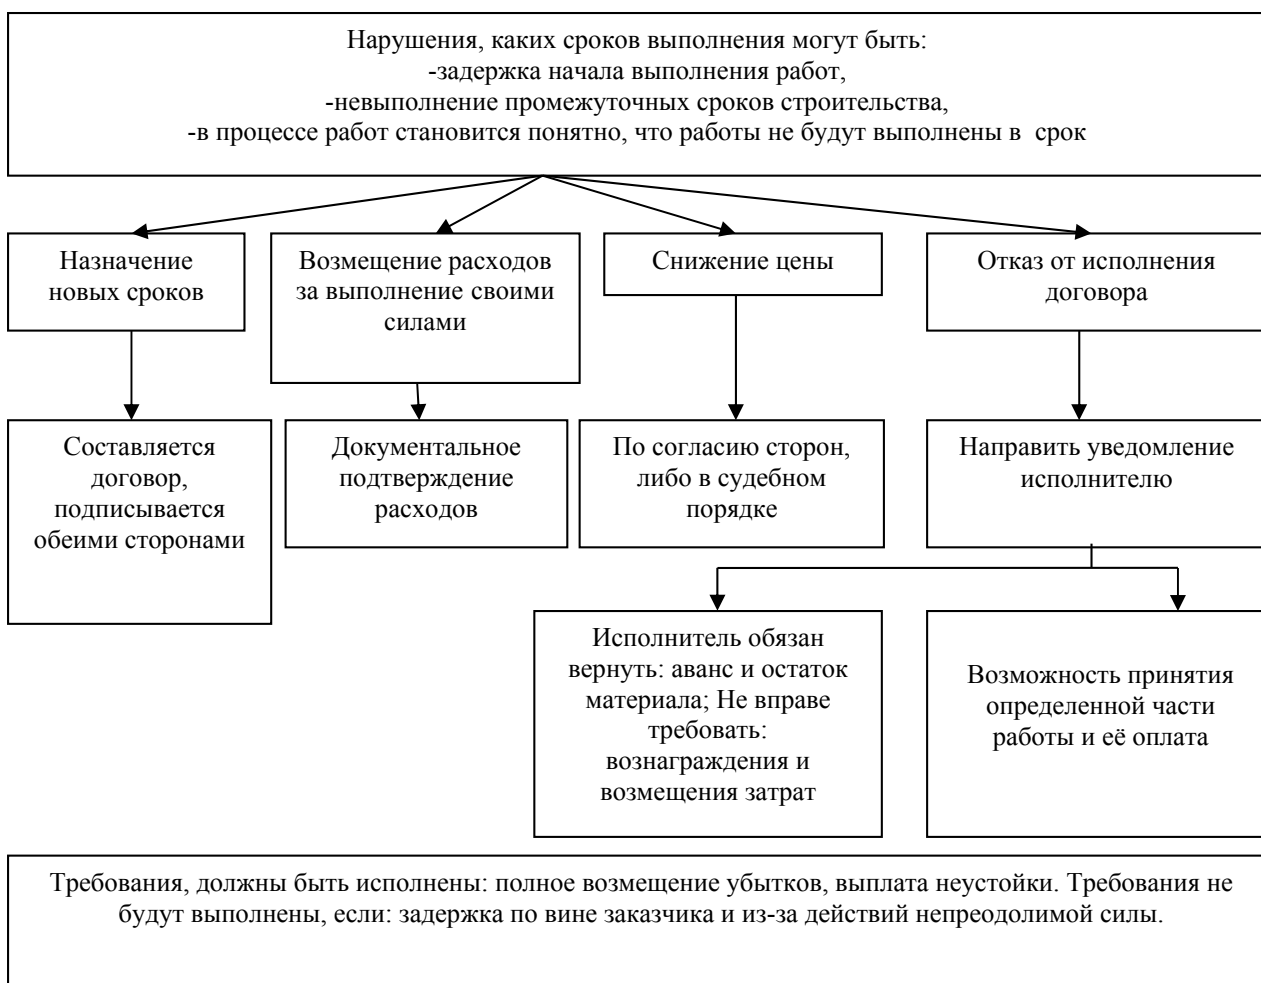 Нарушения, каких сроков выполнения могут быть:
-задержка начала выполнения работ,
-невыполнение промежуточных сроков строительства,
-в процессе работ становится понятно, что работы не будут выполнены в срок
Назначение
новых сроков
Возмещение расходов
за выполнение своими
силами
Снижение цены
Отказ от исполнения
договора
Составляется
договор,
подписывается
обеими сторонами
Документальное
подтверждение
расходов
По согласию сторон,
либо в судебном
порядке
Направить уведомление
исполнителю
Исполнитель обязан
вернуть: аванс и остаток
материала; Не вправе
требовать:
вознаграждения и
возмещения затрат
Возможность принятия
определенной части
работы и её оплата
Требования, должны быть исполнены: полное возмещение убытков, выплата неустойки. Требования не
будут выполнены, если: задержка по вине заказчика и из-за действий непреодолимой силы.